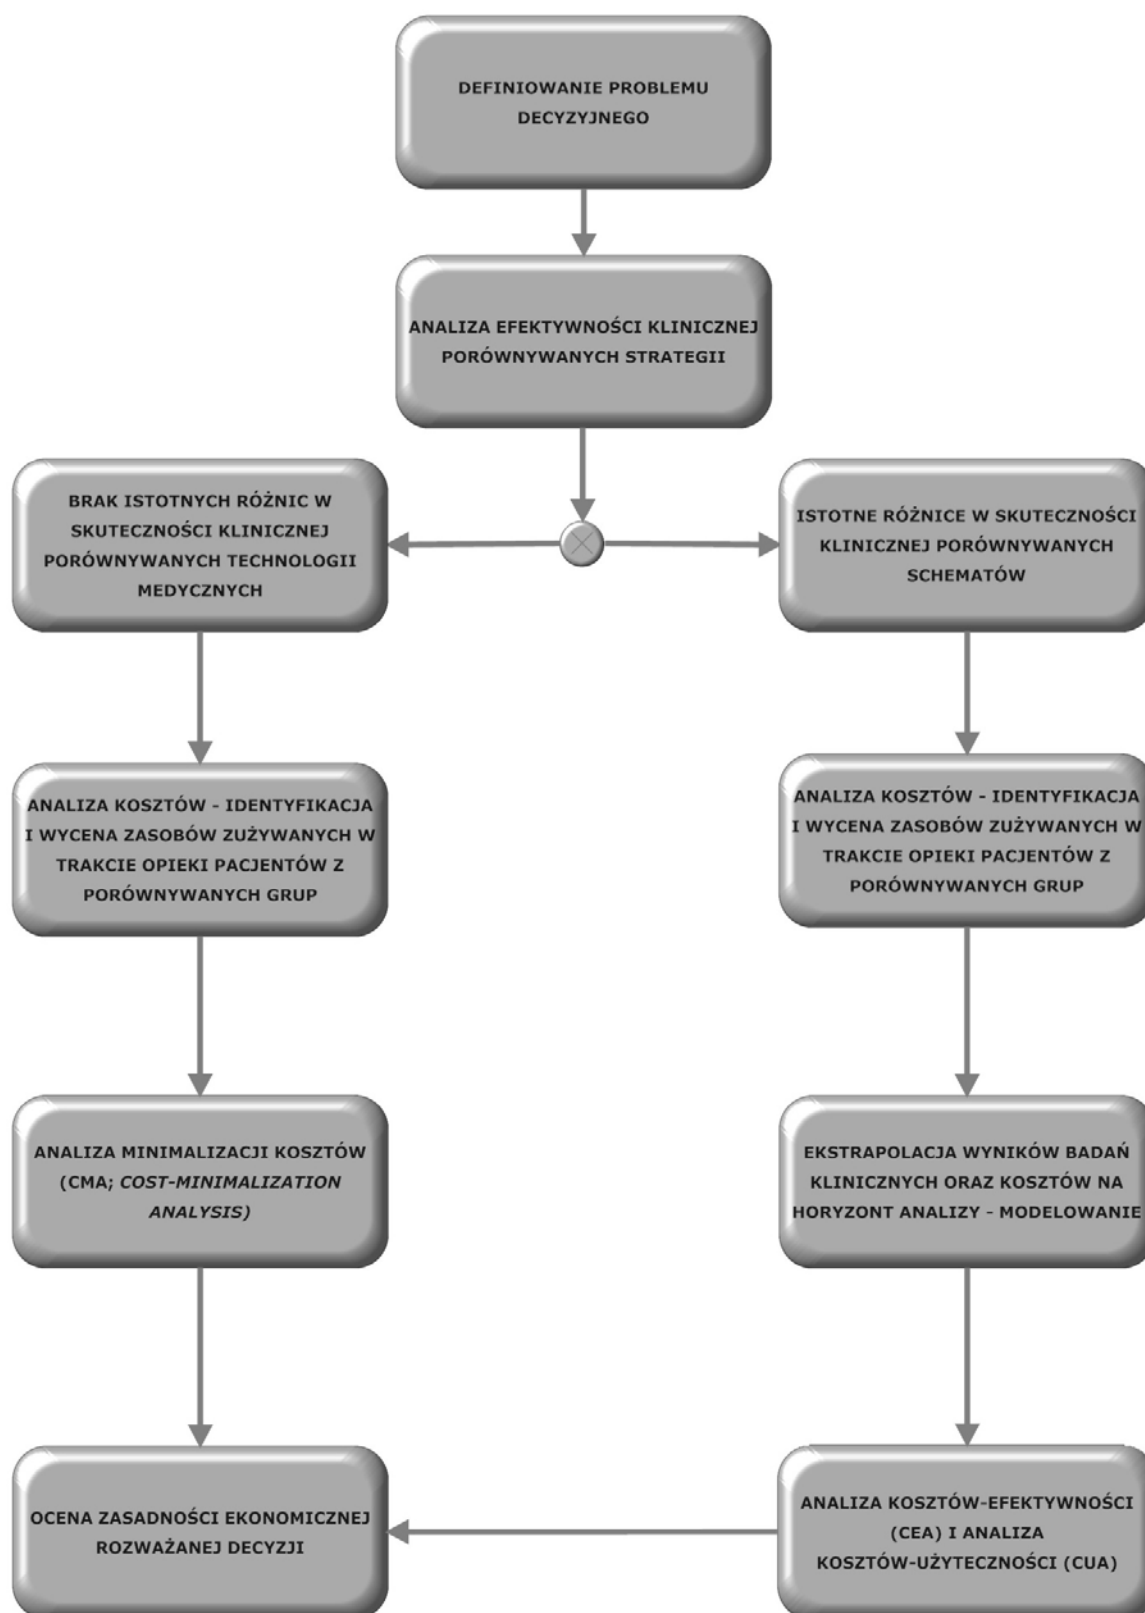 DEFINIOWANIE PROBLEMU
DECYZYJNEGO
ANALIZA EFEKTYWNOŚCI KLINICZNEJ
PORÓWNYWANYCH STRATEGII
BRAK ISTOTNYCH RÓŻNIC W
SKUTECZNOŚCI KLINICZNEJ
PORÓWNYWANYCH TECHNOLOGII
MEDYCZNYCH
ISTOTNE RÓŻNICE W SKUTECZNOŚCI
KLINICZNEJ PORÓWNYWANYCH
SCHEMATÓW
ANALIZA KOSZTÓW - IDENTYFIKACJA
I WYCENA ZASOBÓW ZUŻYWANYCH W
TRAKCIE OPIEKI PACJENTÓW Z
PORÓWNYWANYCH GRUP
ANALIZA KOSZTÓW - IDENTYFIKACJA
I WYCENA ZASOBÓW ZUŻYWANYCH W
TRAKCIE OPIEKI PACJENTÓW Z
PORÓWNYWANYCH GRUP
ANALIZA MINIMALIZACJI KOSZTÓW
(CMA; COST-MINIMALIZATION
ANALYSIS)
EKSTRAPOLACJA WYNIKÓW BADAŃ
KLINICZNYCH ORAZ KOSZTÓW NA
HORYZONT ANALIZY - MODELOWANIE
OCENA ZASADNOŚCI EKONOMICZNEJ
ROZWAŻANEJ DECYZJI
ANALIZA KOSZTÓW-EFEKTYWNOŚCI
(CEA) I ANALIZA
KOSZTÓW-UŻYTECZNOŚCI (CUA)